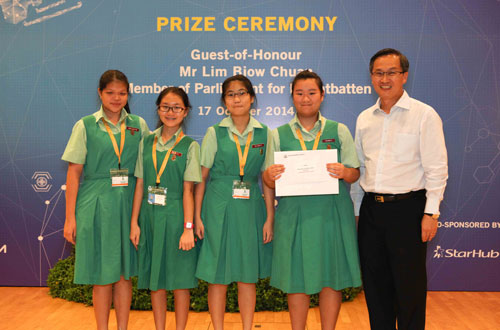 PRIZE CEREMONY
Guest-of-Honour
Mr Lim Biow Chuan
Member of Parliament for Mountbatten
17 October 2014
CO-SPONSORED BY
StarHub